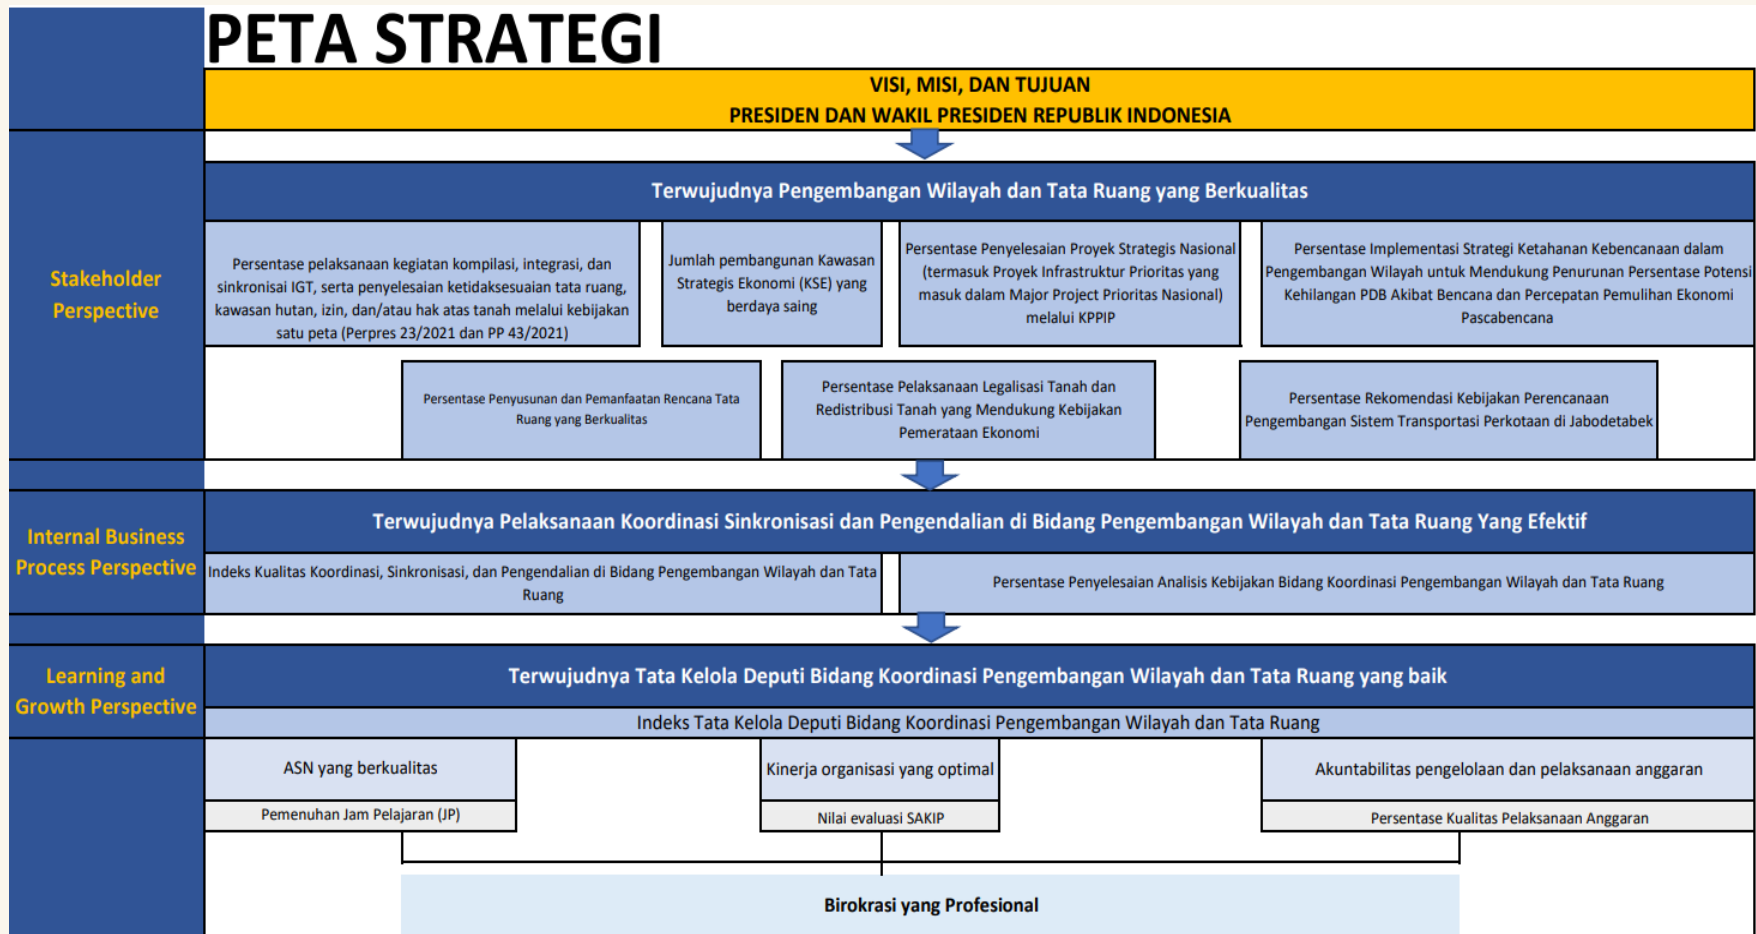 PETA STRATEGI
VISI, MISI, DAN TUJUAN
PRESIDEN DAN WAKIL PRESIDEN REPUBLIK INDONESIA
Stakeholder
Perspective
Terwujudnya Pengembangan Wilayah dan Tata Ruang yang Berkualitas
Persentase pelaksanaan kegiatan kompilasi, integrasi, dan
sinkronisai IGT, serta penyelesaian ketidaksesuaian tata ruang,
kawasan hutan, izin, dan/atau hak atas tanah melalui kebijakan
satu peta (Perpres 23/2021 dan PP 43/2021)
Jumlah pembangunan Kawasan
Strategis Ekonomi (KSE) yang
berdaya saing
Persentase Penyelesaian Proyek Strategis Nasional
(termasuk Proyek Infrastruktur Prioritas yang
masuk dalam Major Project Prioritas Nasional)
melalui KPPIP
Persentase Implementasi Strategi Ketahanan Kebencanaan dalam
Pengembangan Wilayah untuk Mendukung Penurunan Persentase Potensi
Kehilangan PDB Akibat Bencana dan Percepatan Pemulihan Ekonomi
Pascabencana
Persentase Penyusunan dan Pemanfaatan Rencana Tata
Ruang yang Berkualitas
Persentase Pelaksanaan Legalisasi Tanah dan
Redistribusi Tanah yang Mendukung Kebijakan
Pemerataan Ekonomi
Persentase Rekomendasi Kebijakan Perencanaan
Pengembangan Sistem Transportasi Perkotaan di Jabodetabek
Internal Business
Process Perspective
Terwujudnya Pelaksanaan Koordinasi Sinkronisasi dan Pengendalian di Bidang Pengembangan Wilayah dan Tata Ruang Yang Efektif
Indeks Kualitas Koordinasi, Sinkronisasi, dan Pengendalian di Bidang Pengembangan Wilayah dan Tata
Ruang
Persentase Penyelesaian Analisis Kebijakan Bidang Koordinasi Pengembangan Wilayah dan Tata Ruang
Learning and
Growth Perspective
Terwujudnya Tata Kelola Deputi Bidang Koordinasi Pengembangan Wilayah dan Tata Ruang yang baik
Indeks Tata Kelola Deputi Bidang Koordinasi Pengembangan Wilayah dan Tata Ruang
ASN yang berkualitas
Pemenuhan Jam Pelajaran (JP)
Kinerja organisasi yang optimal
Nilai evaluasi SAKIP
Akuntabilitas pengelolaan dan pelaksanaan anggaran
Persentase Kualitas Pelaksanaan Anggaran
Birokrasi yang Profesional